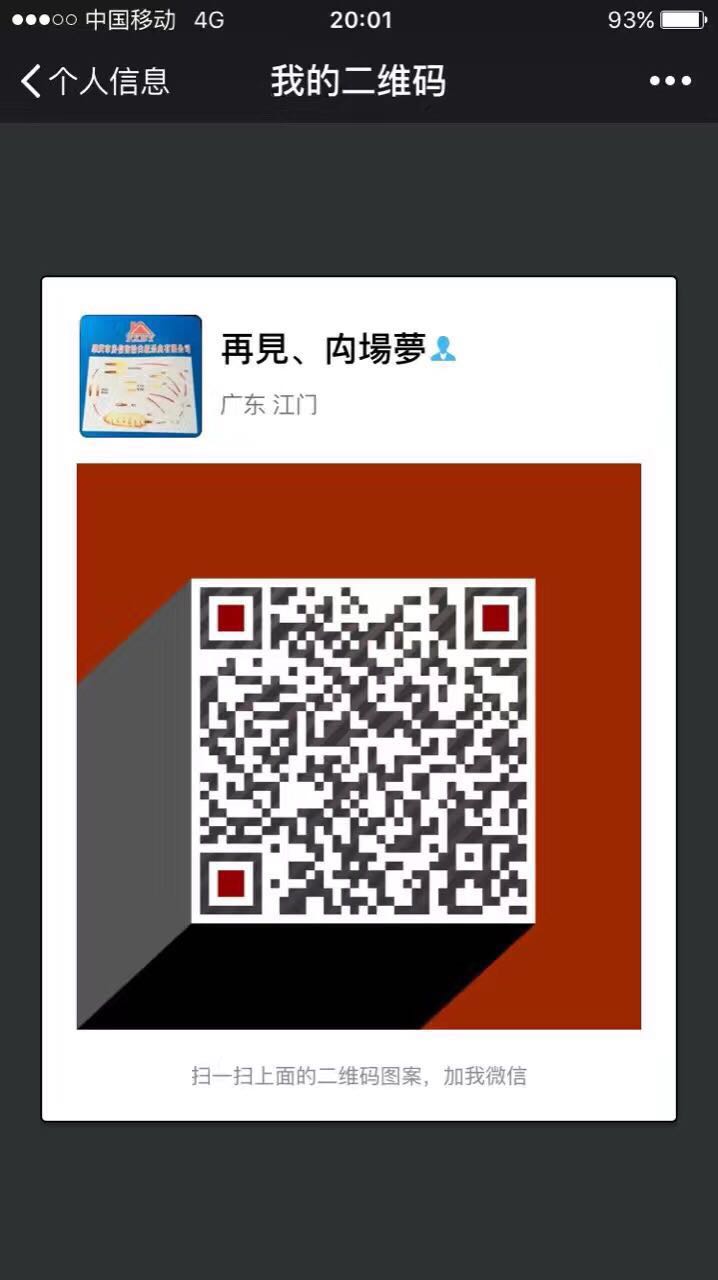 中国移动 4G 20:01 93%
个人信息 我的二维码
再見、禸場夢
广东 江门
扫一扫上面的二维码图案，加我微信